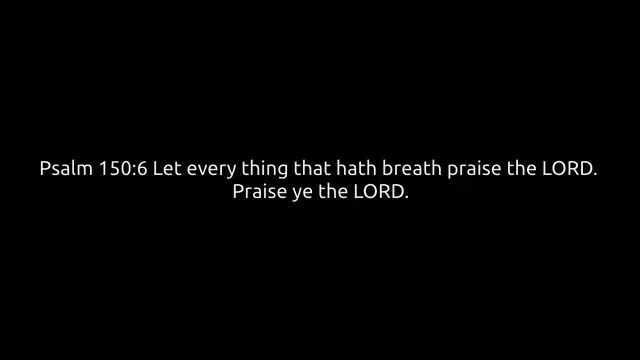 Psalm 150:6 Let every thing that hath breath praise the LORD.
Praise ye the LORD.